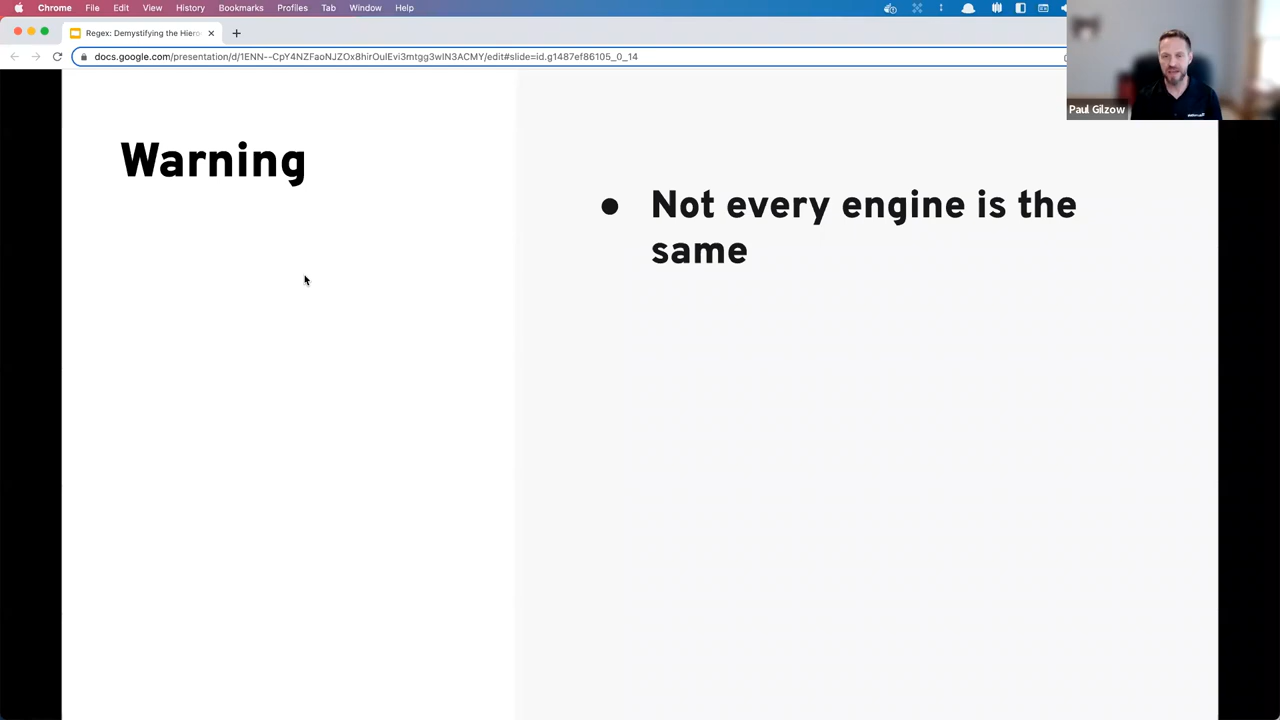 Chrome File Edit View History Bookmarks Profiles Tab Window Help
Regex: Demystifying the Hiero
docs.google.com/presentation/d/1ENN--CpY4NZFaoNJZOx8hirOulEvi3mtgg3wlN3ACMY/edit#slide=id.g1487ef86105_0_14
Paul Gilzow
Warning
● Not every engine is the
same